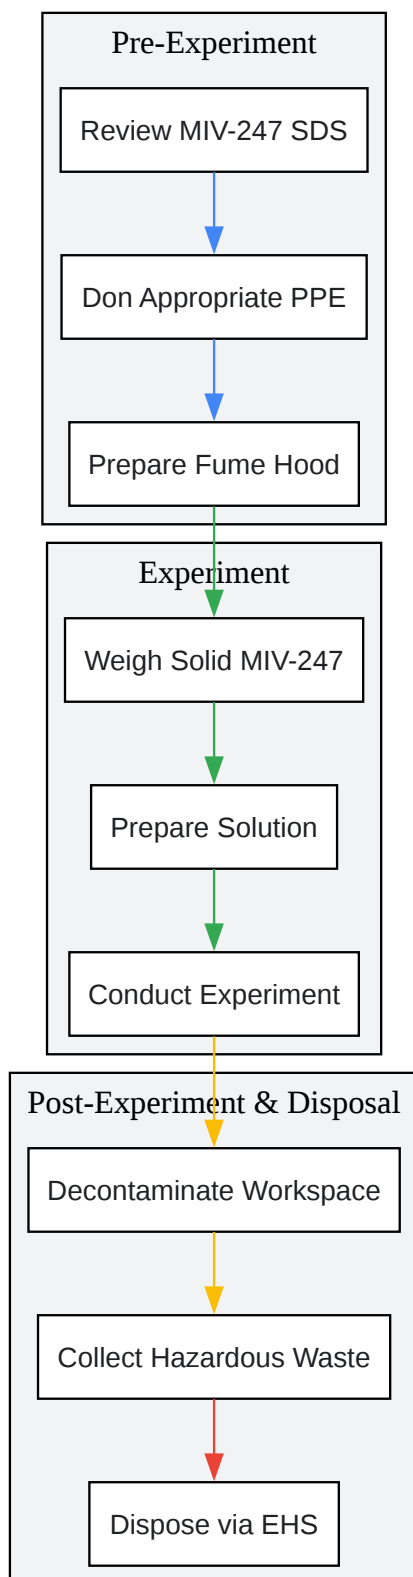 Pre-Experiment
Review MIV-247 SDS
Don Appropriate PPE
Prepare Fume Hood
Experiment
Weigh Solid MIV-247
Prepare Solution
Conduct Experiment
Post-Experiment & Disposal
Decontaminate Workspace
Collect Hazardous Waste
Dispose via EHS